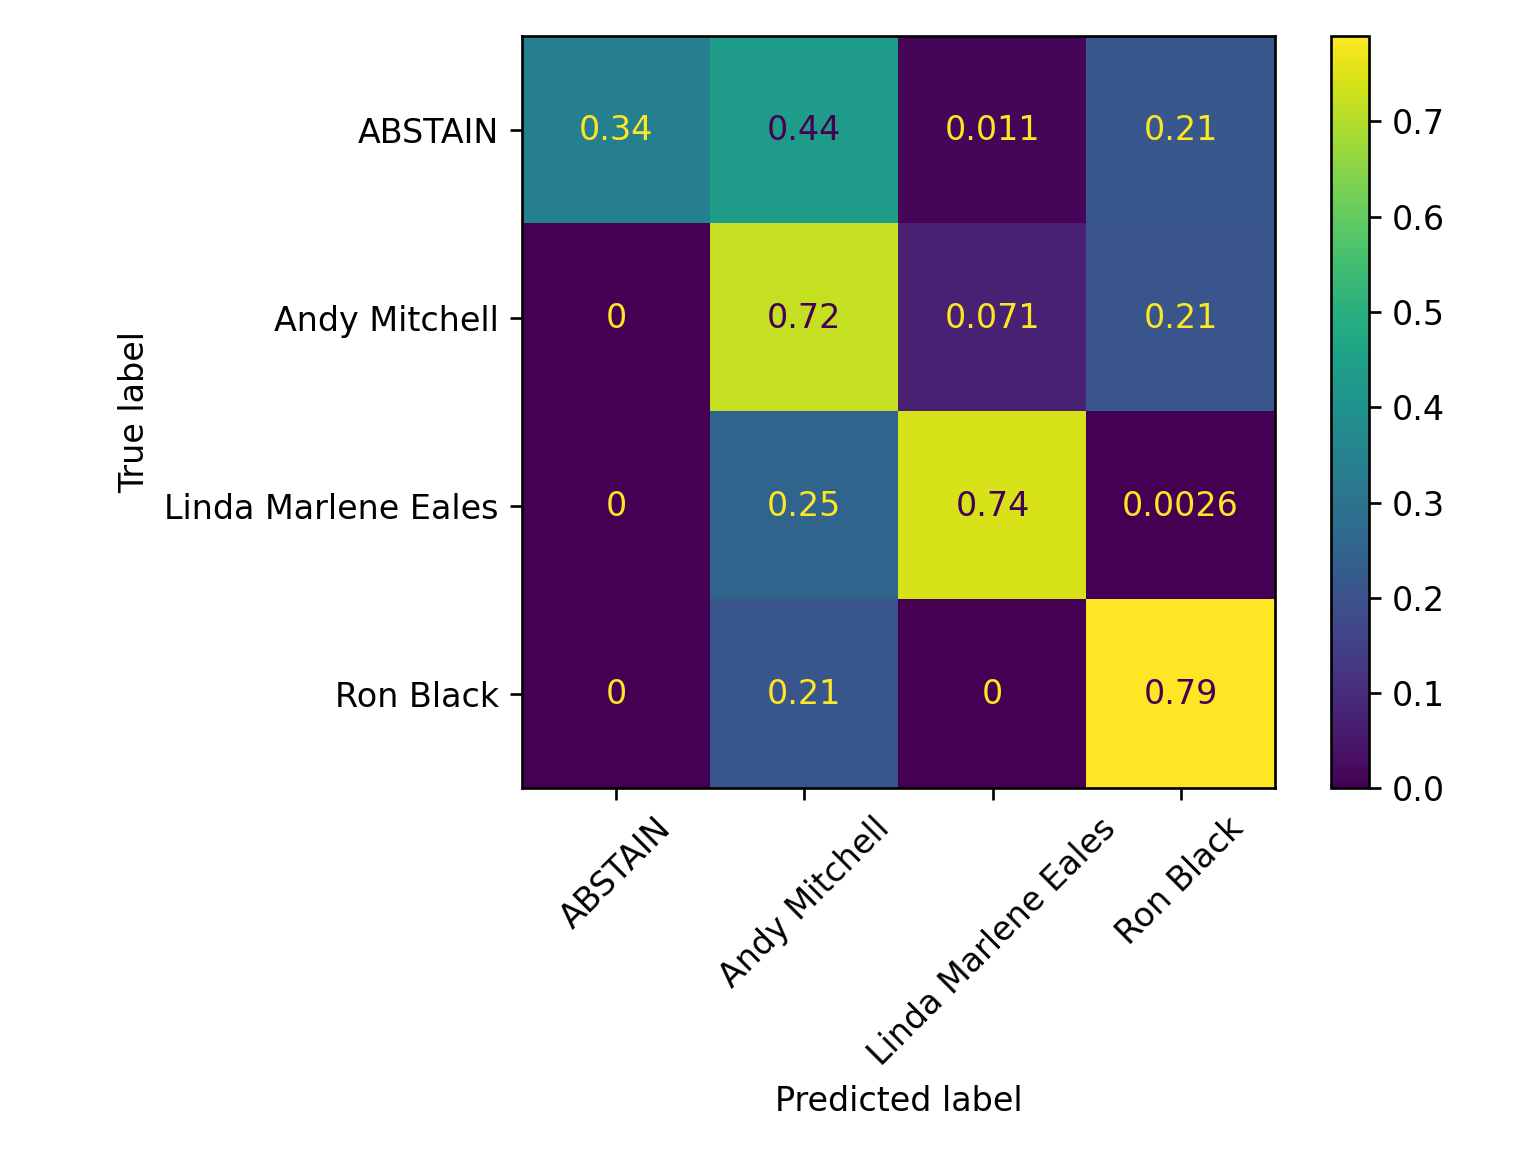 True label
ABSTAIN 0.34 0.44 0.011 0.21
Andy Mitchell 0 0.72 0.071 0.21
Linda Marlene Eales 0 0.25 0.74 0.0026
Ron Black 0 0.21 0 0.79
ABSTAIN
Andy Mitchell
Linda Marlene Eales
Ron Black
Predicted label
0.7
0.6
0.5
0.4
0.3
0.2
0.1
0.0